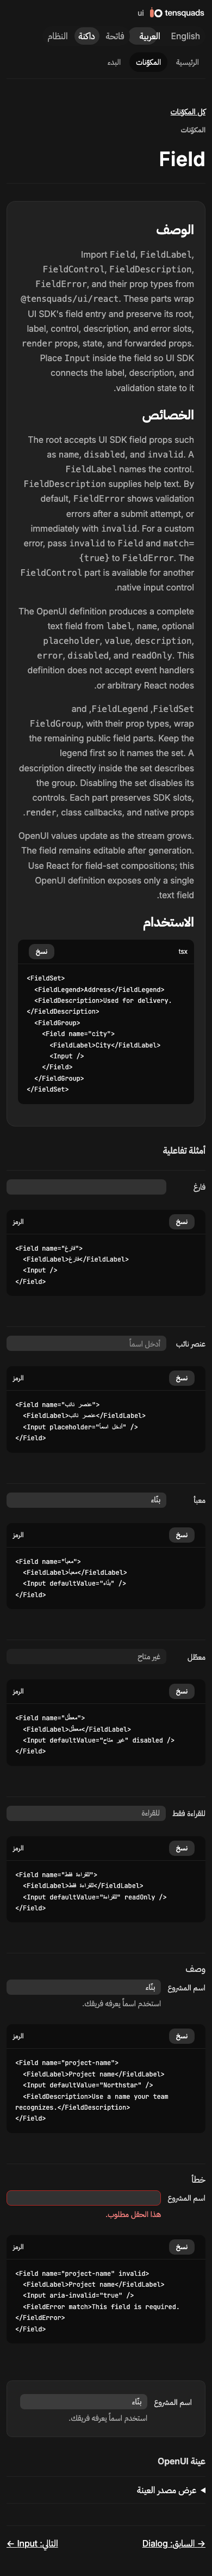 tensquads ui
English العربية فاتحة داكنة النظام
الرئيسية المكوّنات البدء
كل المكوّنات
المكوّنات
Field
الوصف
Import Field, FieldLabel,
FieldControl, FieldDescription,
FieldError, and their prop types from
@tensquads/ui/react. These parts wrap
UI SDK's field entry and preserve its root,
label, control, description, and error slots,
render props, state, and forwarded props.
Place Input inside the field so UI SDK
connects the label, description, and
validation state to it.
الخصائص
The root accepts UI SDK field props such
as name, disabled, and invalid. A
FieldLabel names the control.
FieldDescription supplies help text. By
default, FieldError shows validation
errors after a submit attempt, or
immediately with invalid. For a custom
error, pass invalid to Field and match=
{true} to FieldError. The
FieldControl part is available for another
native input control.
The OpenUI definition produces a complete
text field from label, name, optional
placeholder, value, description,
error, disabled, and readOnly. This
definition does not accept event handlers
or arbitrary React nodes.
FieldSet, FieldLegend, and
FieldGroup, with their prop types, wrap
the remaining public field parts. Keep the
legend first so it names the set. A
description directly inside the set describes
the group. Disabling the set disables its
controls. Each part preserves SDK slots,
render, class callbacks, and native props.
OpenUI values update as the stream grows.
The field remains editable after generation.
Use React for field-set compositions; this
OpenUI definition exposes only a single
text field.
الاستخدام
tsx نسخ
<FieldSet>
<FieldLegend>Address</FieldLegend>
<FieldDescription>Used for delivery.
</FieldDescription>
<FieldGroup>
<Field name="city">
<FieldLabel>City</FieldLabel>
<Input />
</Field>
</FieldGroup>
</FieldSet>
أمثلة تفاعلية
فارغ
نسخ الرمز
<Field name="فارغ">
<FieldLabel>فارغ</FieldLabel>
<Input />
</Field>
عنصر نائب أدخل اسماً
نسخ الرمز
<Field name="عنصر نائب">
<FieldLabel>عنصر نائب</FieldLabel>
<Input placeholder="أدخل اسماً" />
</Field>
معبأ بنّاء
نسخ الرمز
<Field name="معبأ">
<FieldLabel>معبأ</FieldLabel>
<Input defaultValue="بنّاء" />
</Field>
معطّل غير متاح
نسخ الرمز
<Field name="معطّل">
<FieldLabel>معطّل</FieldLabel>
<Input defaultValue="غير متاح" disabled />
</Field>
للقراءة فقط للقراءة
نسخ الرمز
<Field name="للقراءة فقط">
<FieldLabel>للقراءة فقط</FieldLabel>
<Input defaultValue="للقراءة" readOnly />
</Field>
وصف
اسم المشروع بنّاء
استخدم اسماً يعرفه فريقك.
نسخ الرمز
<Field name="project-name">
<FieldLabel>Project name</FieldLabel>
<Input defaultValue="Northstar" />
<FieldDescription>Use a name your team
recognizes.</FieldDescription>
</Field>
خطأ
اسم المشروع
هذا الحقل مطلوب.
نسخ الرمز
<Field name="project-name" invalid>
<FieldLabel>Project name</FieldLabel>
<Input aria-invalid="true" />
<FieldError match>This field is required.
</FieldError>
</Field>
اسم المشروع بنّاء
استخدم اسماً يعرفه فريقك.
عينة OpenUI
عرض مصدر العينة
→ السابق: Dialog التالي: Input ←